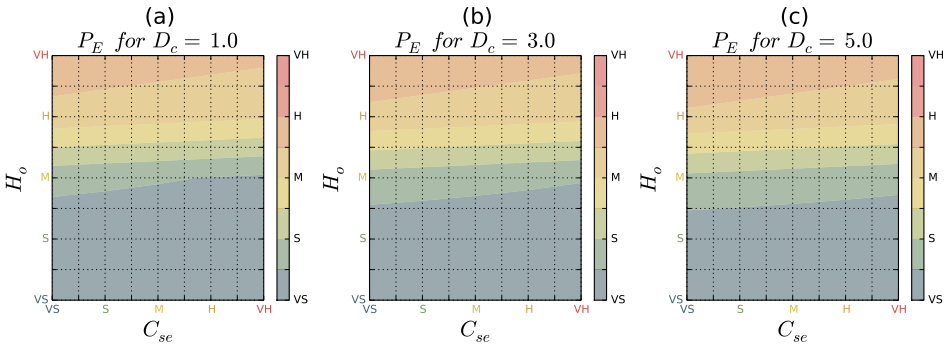 (a) (b) (c)
P_E for D_c = 1.0 P_E for D_c = 3.0 P_E for D_c = 5.0
VH VH VH VH VH VH
H H H H H H
H_o M M H_o M M H_o M M
S S S S S S
VS VS VS VS VS VS
VS S M H VH VS S M H VH VS S M H VH
C_se C_se C_se